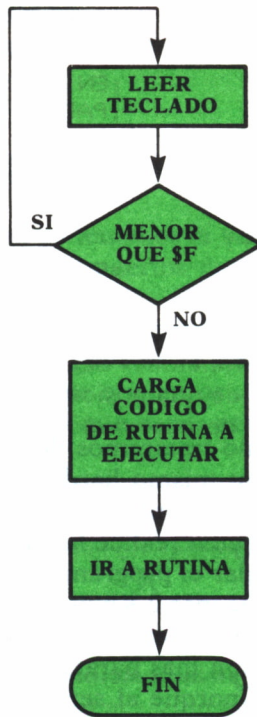 LEER
TECLADO
SI
MENOR
QUE $F
NO
CARGA
CODIGO
DE RUTINA A
EJECUTAR
IR A RUTINA
FIN